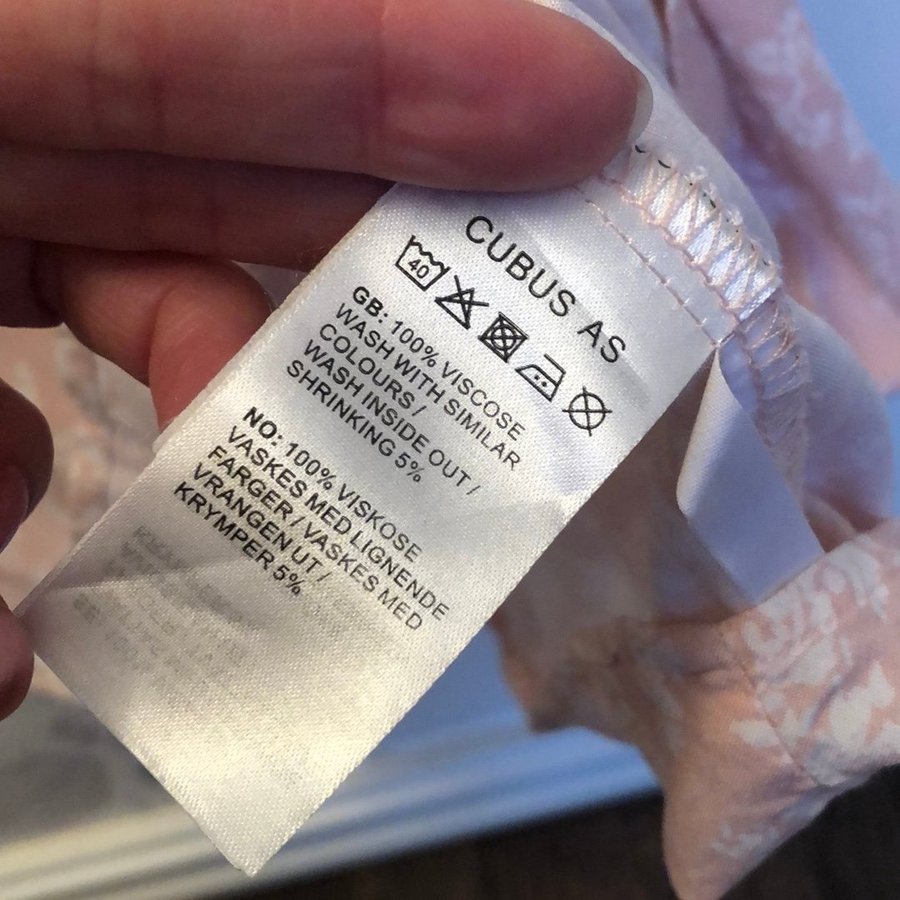 CUBUS AS
40
GB: 100% VISCOSE
WASH WITH SIMILAR
COLOURS /
WASH INSIDE OUT /
SHRINKING 5%
NO: 100% VISKOSE
VASKES MED LIGNENDE
FARGER / VASKES MED
VRANGEN UT /
KRYMPER 5%